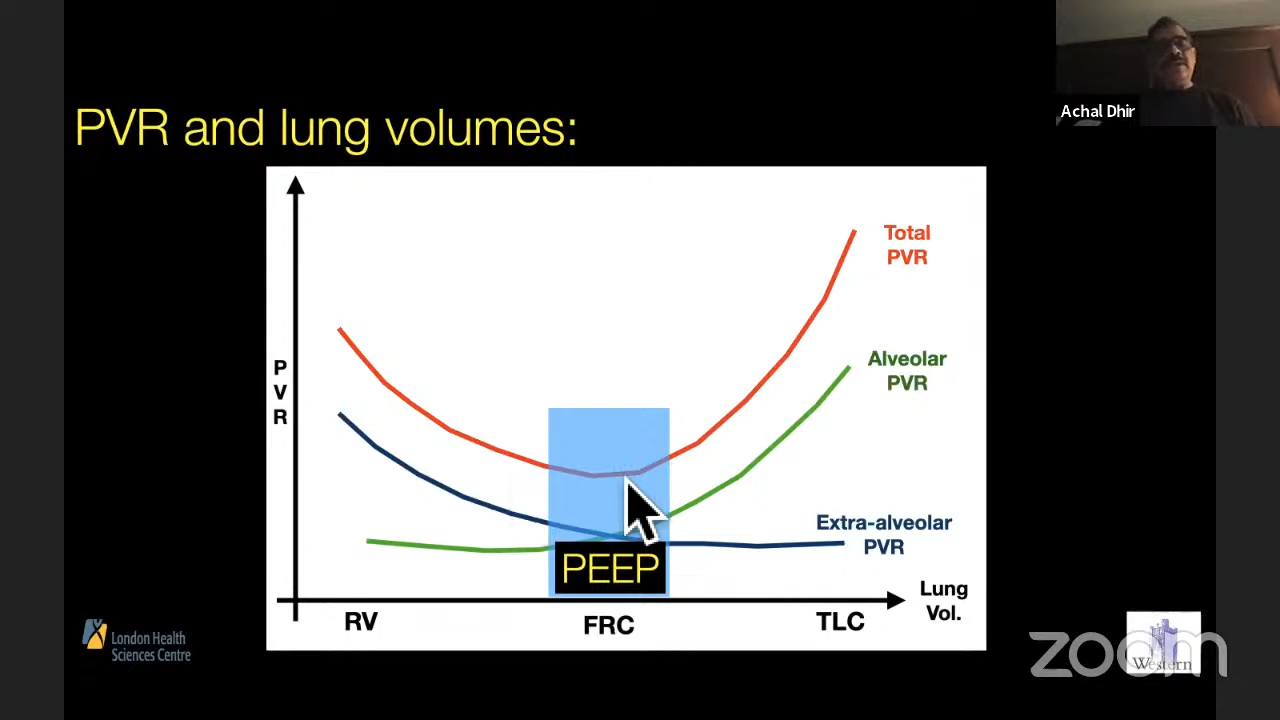 Achal Dhir
PVR and lung volumes:
Total
PVR
Alveolar
PVR
P
V
R
Extra-alveolar
PVR
PEEP
Lung
Vol.
RV
FRC
TLC
London Health
Sciences Centre
Western
zoom